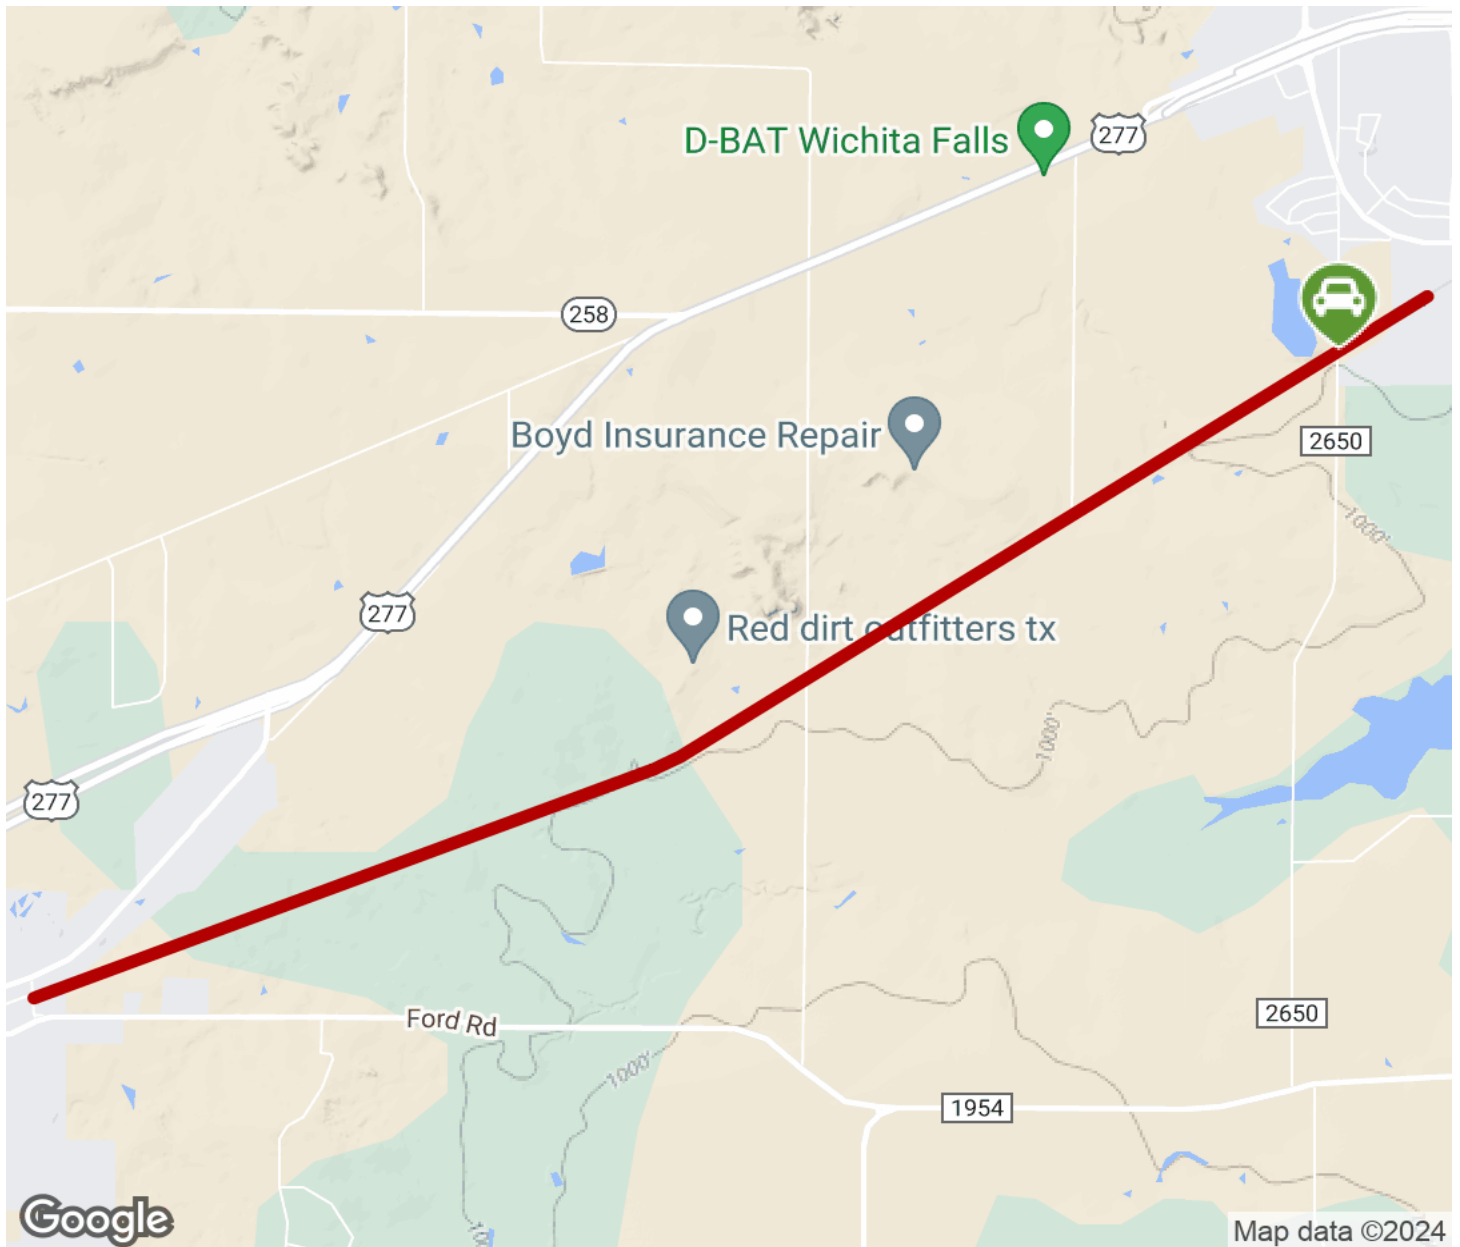 D-BAT Wichita Falls
277
258
Boyd Insurance Repair
2650
1000'
277
Red dirt outfitters tx
1000'
277
Ford Rd
2650
1000'
1954
Google
Map data ©2024